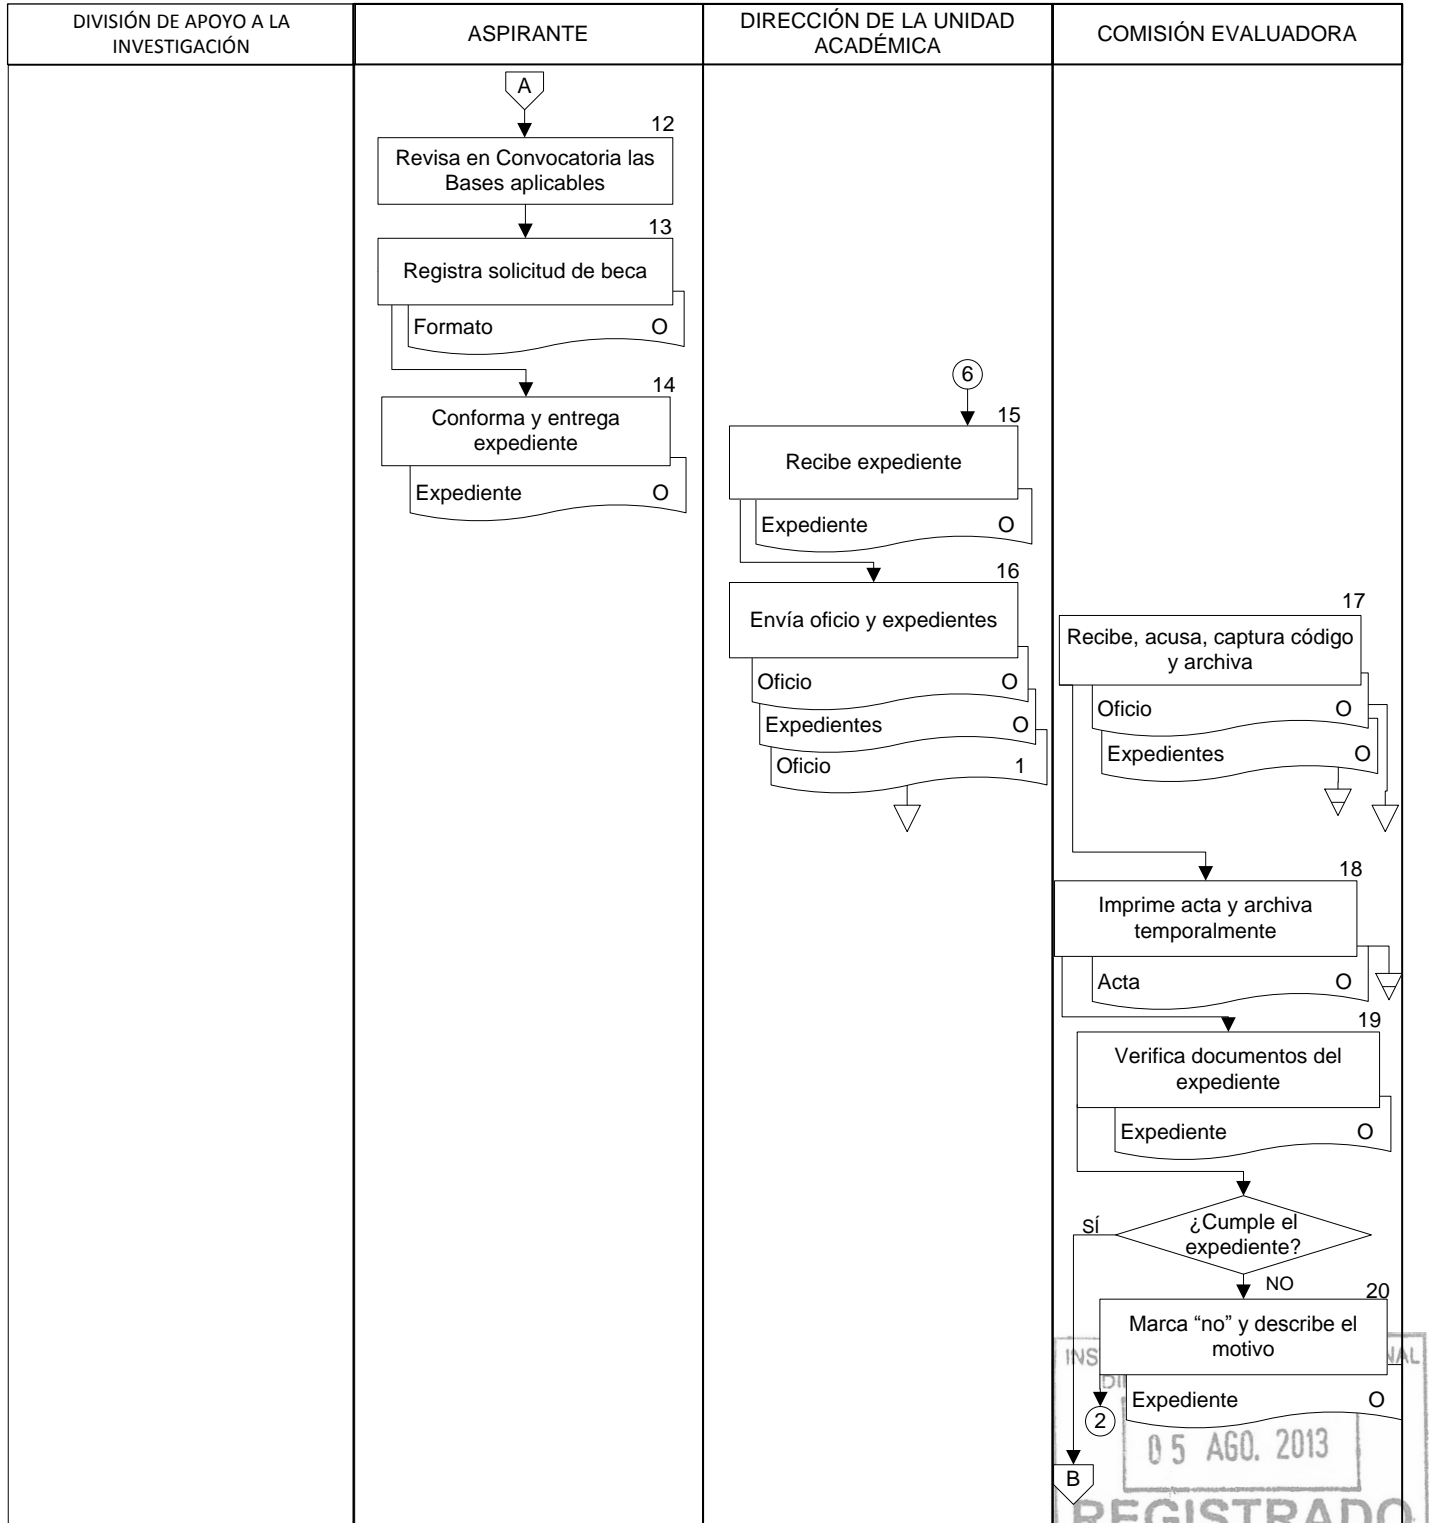 DIVISIÓN DE APOYO A LA
INVESTIGACIÓN
ASPIRANTE
DIRECCIÓN DE LA UNIDAD
ACADÉMICA
COMISIÓN EVALUADORA
A
12
Revisa en Convocatoria las
Bases aplicables
13
Registra solicitud de beca
Formato O
14
Conforma y entrega
expediente
Expediente O
6
15
Recibe expediente
Expediente O
16
Envía oficio y expedientes
Oficio O
Expedientes O
Oficio 1
17
Recibe, acusa, captura código
y archiva
Oficio O
Expedientes O
18
Imprime acta y archiva
temporalmente
Acta O
19
Verifica documentos del
expediente
Expediente O
¿Cumple el
expediente?
SÍ
NO
20
Marca “no” y describe el
motivo
Expediente O
2
B
05 AGO. 2013
REGISTRADO